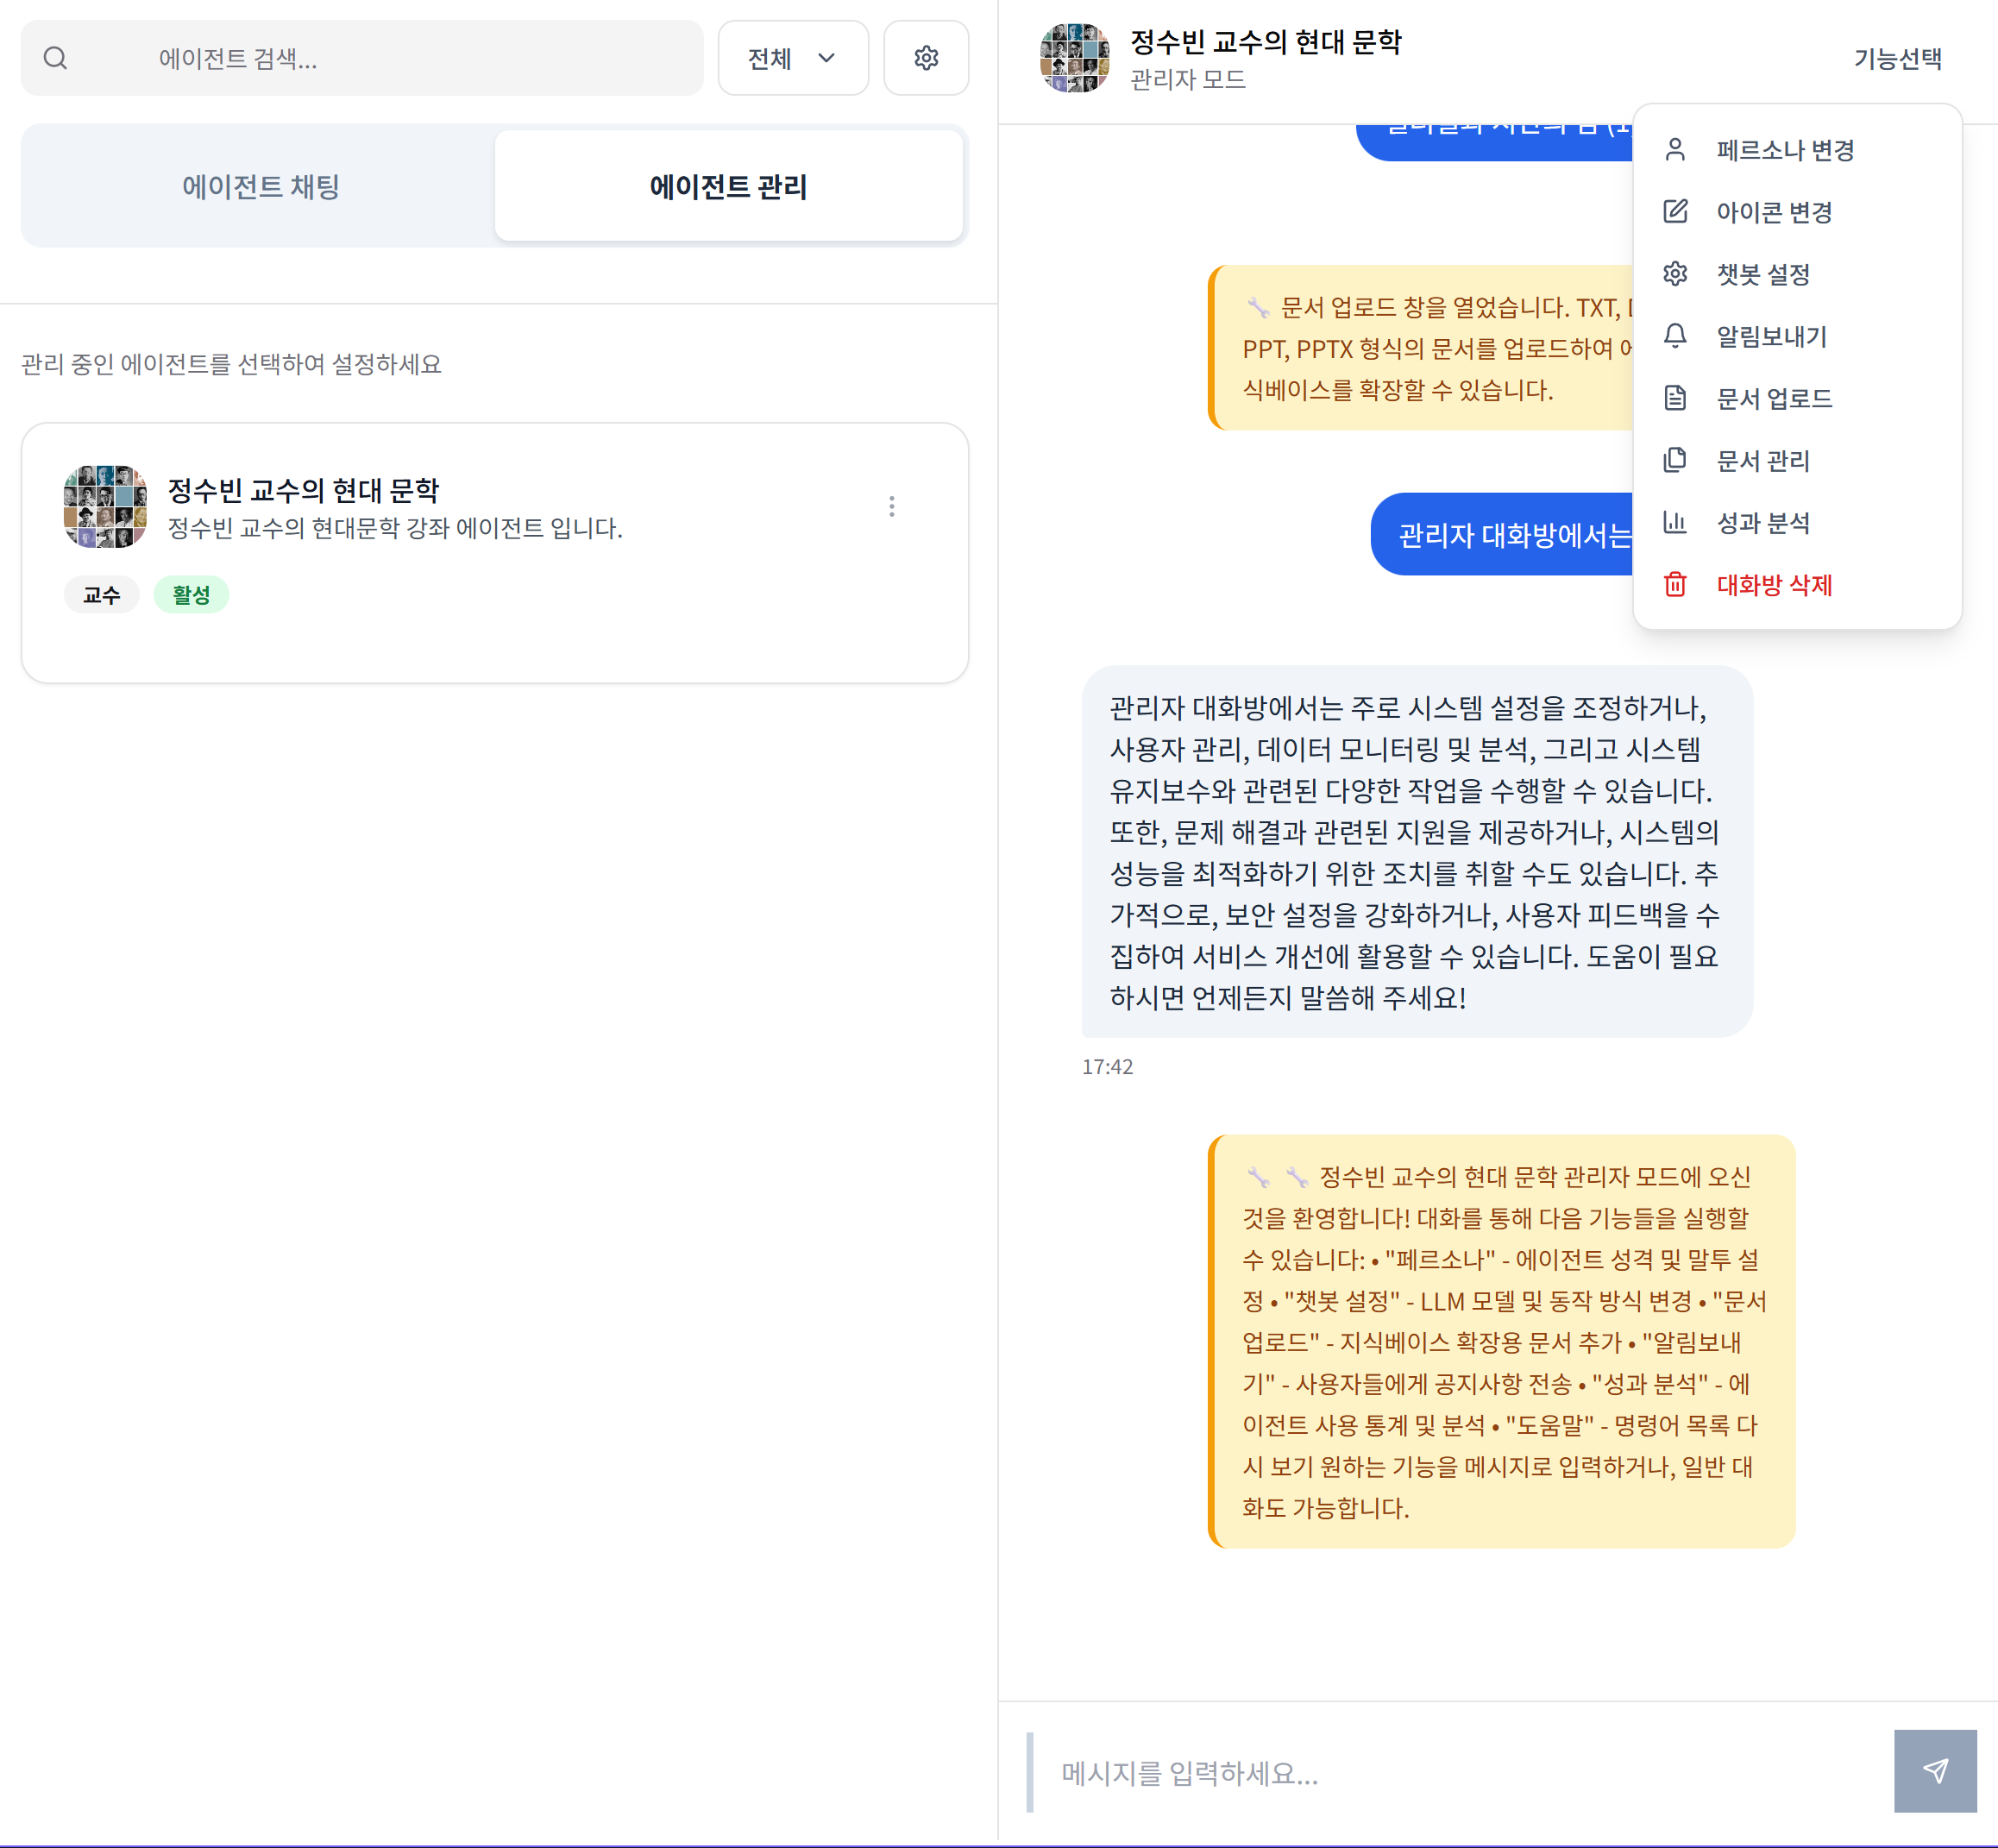 에이전트 검색...
전체
에이전트 채팅
에이전트 관리
관리 중인 에이전트를 선택하여 설정하세요
정수빈 교수의 현대 문학
정수빈 교수의 현대문학 강좌 에이전트 입니다.
교수
활성
정수빈 교수의 현대 문학
관리자 모드
기능선택
페르소나 변경
아이콘 변경
챗봇 설정
알림보내기
문서 업로드
문서 관리
성과 분석
대화방 삭제
문서 업로드 창을 열었습니다. TXT,
PPT, PPTX 형식의 문서를 업로드하여
식베이스를 확장할 수 있습니다.
관리자 대화방에서는
관리자 대화방에서는 주로 시스템 설정을 조정하거나,
사용자 관리, 데이터 모니터링 및 분석, 그리고 시스템
유지보수와 관련된 다양한 작업을 수행할 수 있습니다.
또한, 문제 해결과 관련된 지원을 제공하거나, 시스템의
성능을 최적화하기 위한 조치를 취할 수도 있습니다. 추
가적으로, 보안 설정을 강화하거나, 사용자 피드백을 수
집하여 서비스 개선에 활용할 수 있습니다. 도움이 필요
하시면 언제든지 말씀해 주세요!
17:42
정수빈 교수의 현대 문학 관리자 모드에 오신
것을 환영합니다! 대화를 통해 다음 기능들을 실행할
수 있습니다: • "페르소나" - 에이전트 성격 및 말투 설
정 • "챗봇 설정" - LLM 모델 및 동작 방식 변경 • "문서
업로드" - 지식베이스 확장용 문서 추가 • "알림보내
기" - 사용자들에게 공지사항 전송 • "성과 분석" - 에
이전트 사용 통계 및 분석 • "도움말" - 명령어 목록 다
시 보기 원하는 기능을 메시지로 입력하거나, 일반 대
화도 가능합니다.
메시지를 입력하세요...